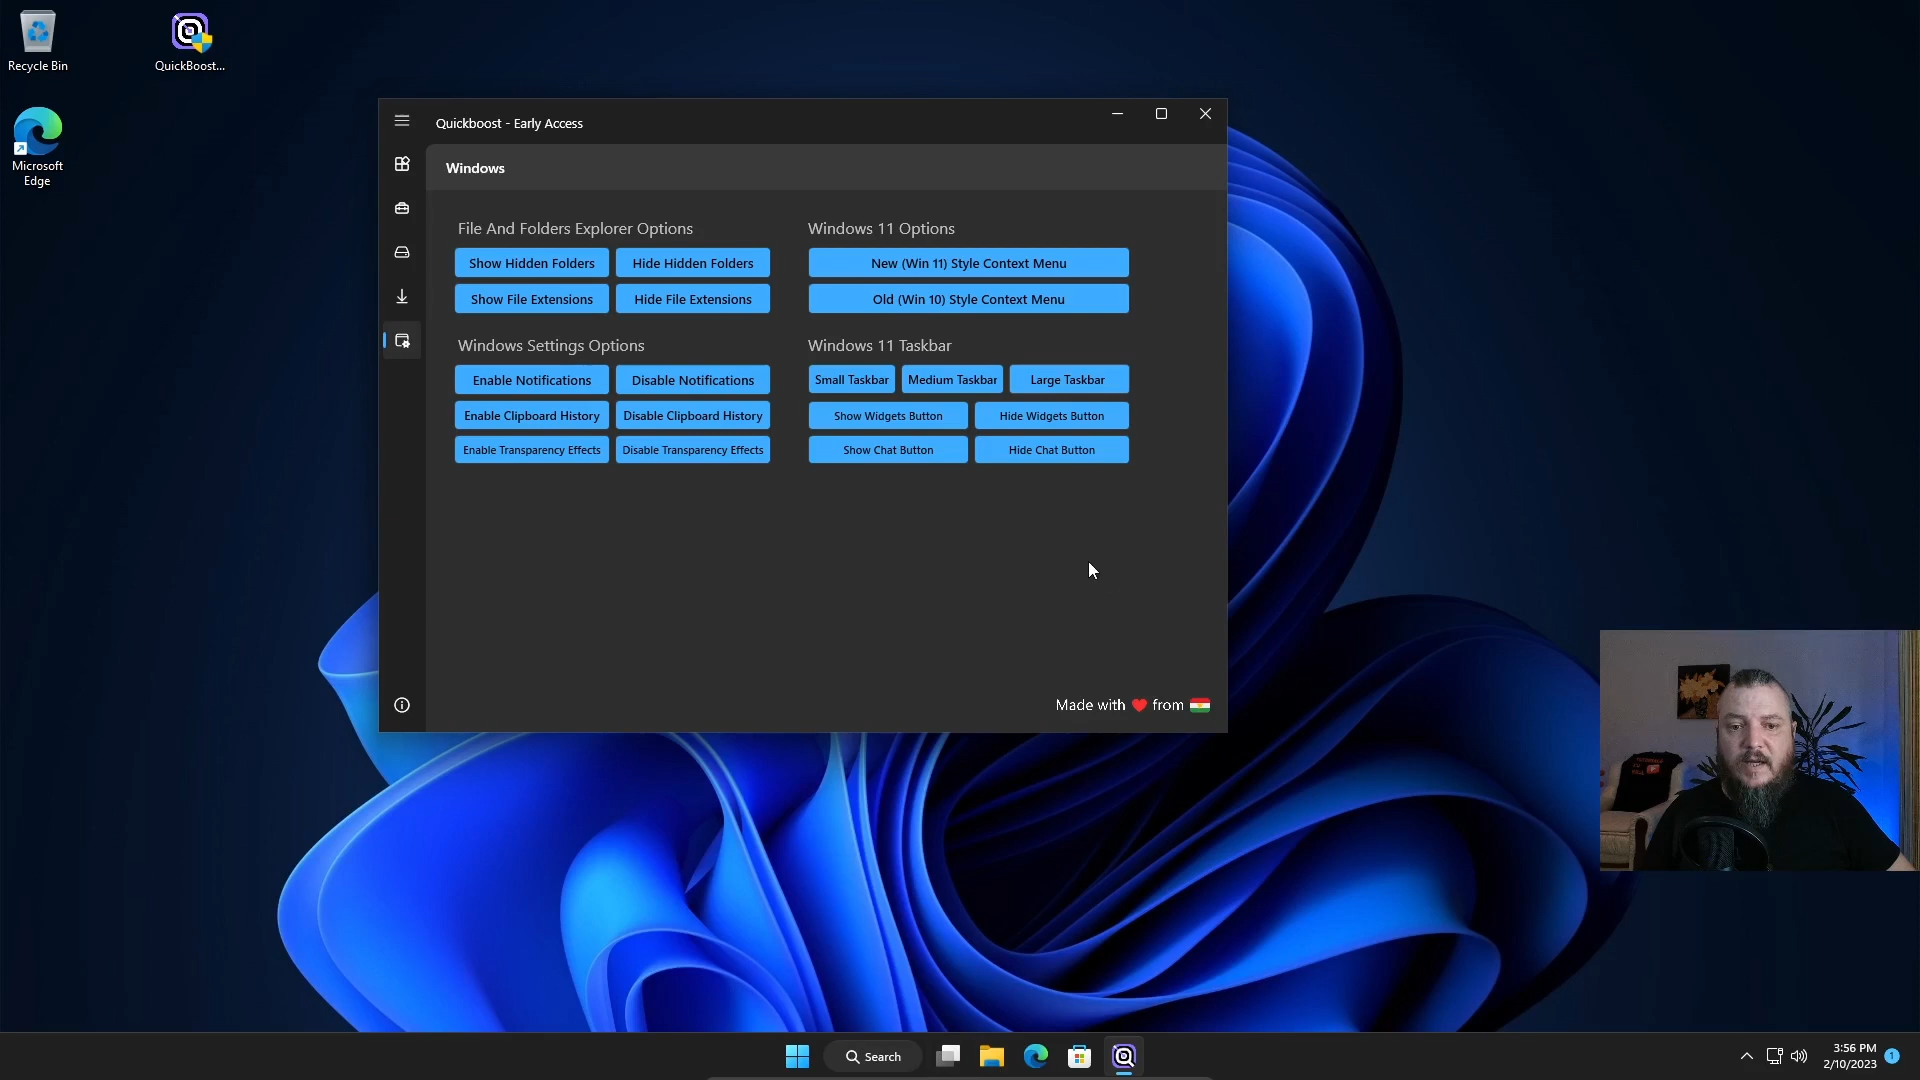 Recycle Bin
QuickBoost...
Microsoft
Edge
Quickboost - Early Access
Windows
File And Folders Explorer Options
Show Hidden Folders
Hide Hidden Folders
Show File Extensions
Hide File Extensions
Windows 11 Options
New (Win 11) Style Context Menu
Old (Win 10) Style Context Menu
Windows Settings Options
Enable Notifications
Disable Notifications
Enable Clipboard History
Disable Clipboard History
Enable Transparency Effects
Disable Transparency Effects
Windows 11 Taskbar
Small Taskbar
Medium Taskbar
Large Taskbar
Show Widgets Button
Hide Widgets Button
Show Chat Button
Hide Chat Button
Made with ❤ from
Search
3:56 PM
2/10/2023
1